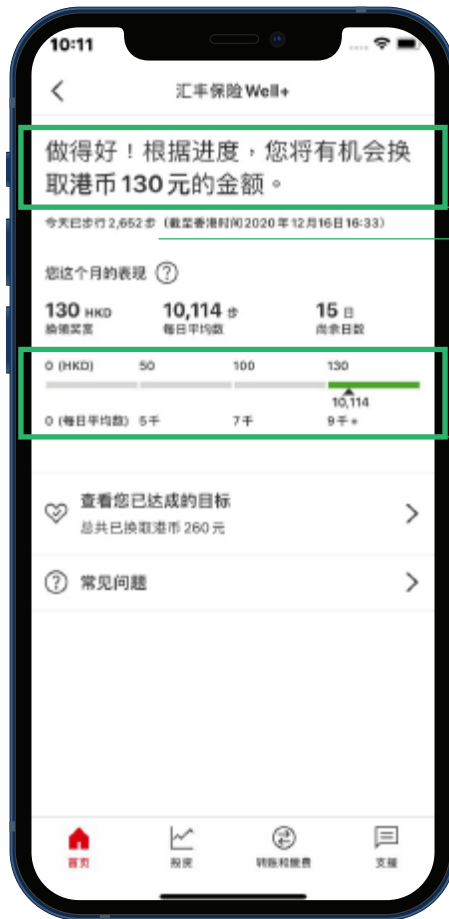 10:11
汇丰保险 Well+
做得好！根据进度，您将有机会换
取港币 130 元的金额。
今天已步行 2,652 步（截至香港时间 2020 年 12 月 16 日 16:33）
您这个月的表现 ?
130 HKD 10,114 步 15 日
换领奖赏 每日平均数 尚余日数
0 (HKD) 50 100 130
10,114
0 (每日平均数) 5千 7千 9千+
查看您已达成的目标
总共已换取港币 260 元
? 常见问题
首页 投资 转账和缴费 支援